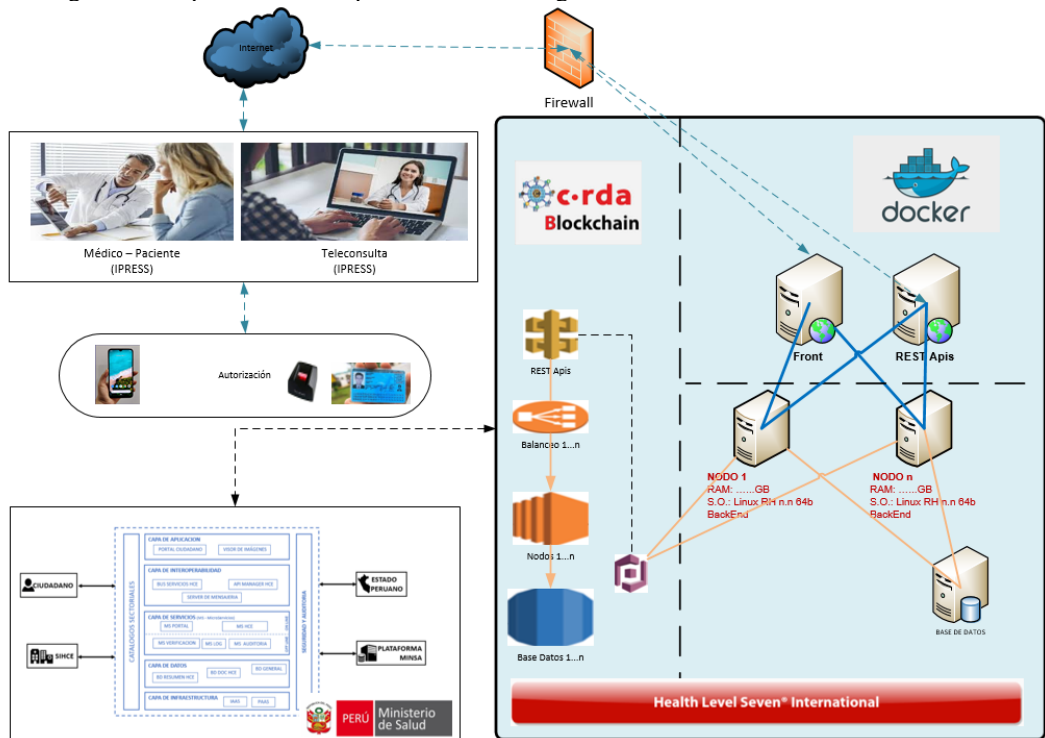 Internet
Firewall
Médico – Paciente
(IPRESS)
Teleconsulta
(IPRESS)
Autorización
c·rda
Blockchain
docker
REST Apis
Balanceo 1...n
Nodos 1...n
Base Datos 1...n
Front
REST Apis
NODO 1
RAM: ......GB
S.O.: Linux RH n.n 64b
BackEnd
NODO n
RAM: ......GB
S.O.: Linux RH n.n 64b
BackEnd
BASE DE DATOS
Health Level Seven® International
CIUDADANO
SIHCE
CATALOGOS SECTORIALES
CAPA DE APLICACION
PORTAL CIUDADANO
VISOR DE IMÁGENES
CAPA DE INTEROPERABILIDAD
BUS SERVICIOS HCE
API MANAGER HCE
SERVER DE MENSAJERIA
CAPA DE SERVICIOS
MS PORTAL
MS HCE
MS VERIFICACION
MS LOG
MS AUDITORIA
CAPA DE DATOS
BD RESUMEN HCE
BD DOC HCE
BD GENERAL
CAPA DE INFRAESTRUCTURA
IAAS
PAAS
SEGURIDAD Y AUDITORIA
ESTADO
PERUANO
PLATAFORMA
MINSA
PERÚ
Ministerio
de Salud